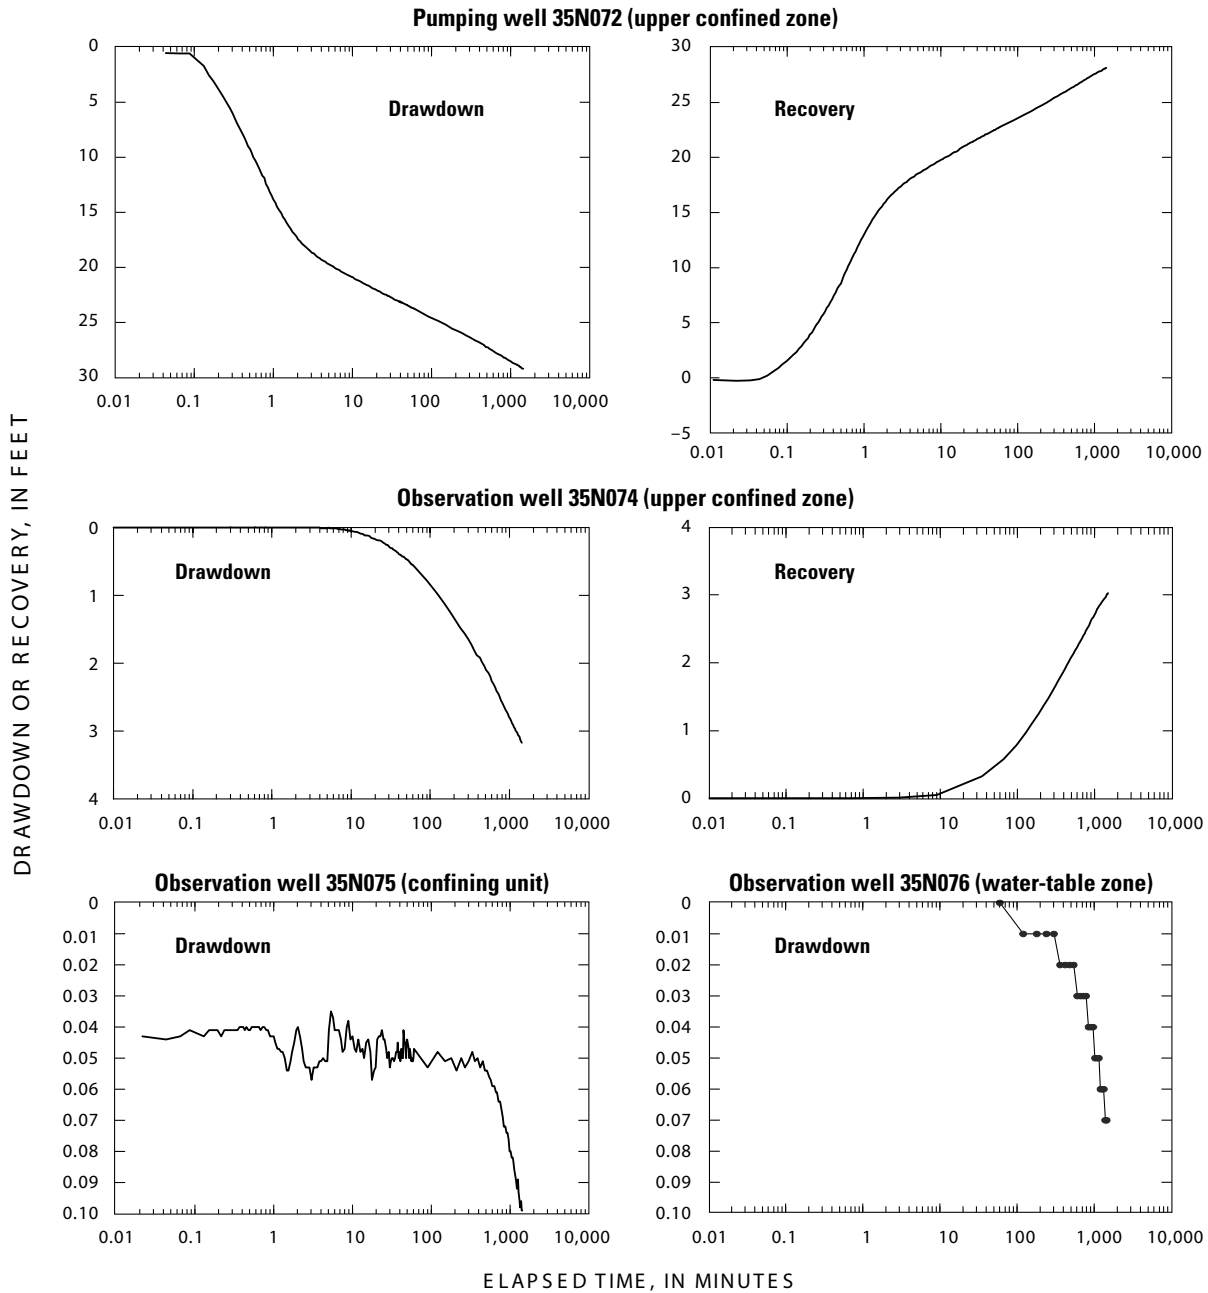 Pumping well 35N072 (upper confined zone)
0
5
10
15
20
25
30
Drawdown
0.01 0.1 1 10 100 1,000 10,000
30
25
20
15
10
5
0
–5
Recovery
0.01 0.1 1 10 100 1,000 10,000
DRAWDOWN OR RECOVERY, IN FEET
Observation well 35N074 (upper confined zone)
0
1
2
3
4
Drawdown
0.01 0.1 1 10 100 1,000 10,000
4
3
2
1
0
Recovery
0.01 0.1 1 10 100 1,000 10,000
Observation well 35N075 (confining unit)
0
0.01
0.02
0.03
0.04
0.05
0.06
0.07
0.08
0.09
0.10
Drawdown
0.01 0.1 1 10 100 1,000 10,000
Observation well 35N076 (water-table zone)
0
0.01
0.02
0.03
0.04
0.05
0.06
0.07
0.08
0.09
0.10
Drawdown
0.01 0.1 1 10 100 1,000 10,000
ELAPSED TIME, IN MINUTES